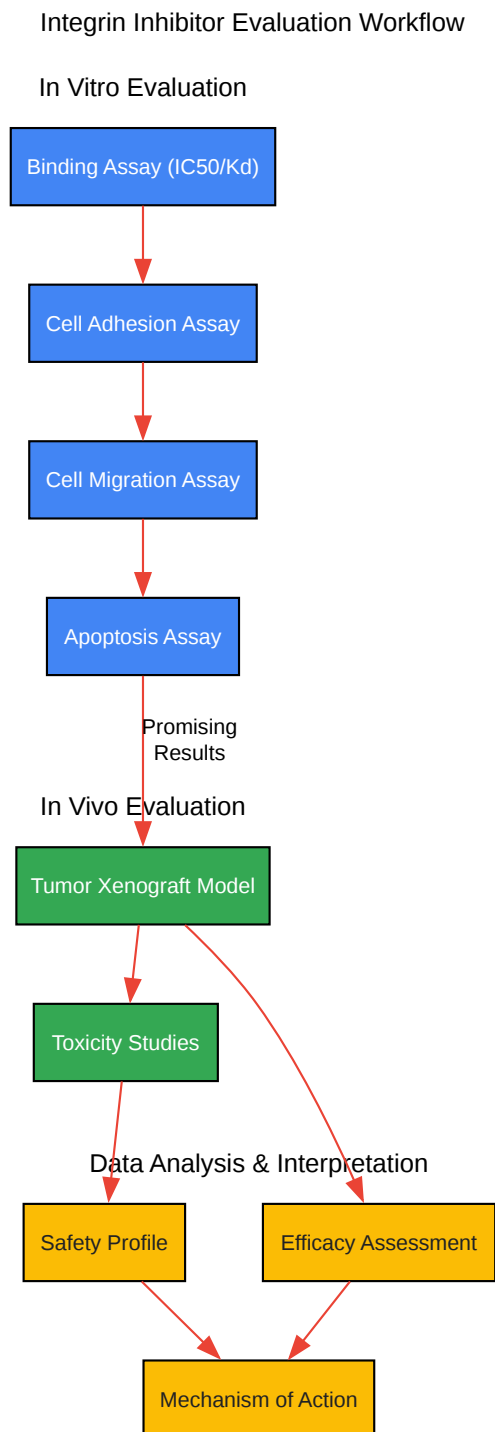 Integrin Inhibitor Evaluation Workflow
In Vitro Evaluation
Binding Assay (IC50/Kd)
Cell Adhesion Assay
Cell Migration Assay
Apoptosis Assay
Promising
Results
In Vivo Evaluation
Tumor Xenograft Model
Toxicity Studies
Data Analysis & Interpretation
Safety Profile
Efficacy Assessment
Mechanism of Action